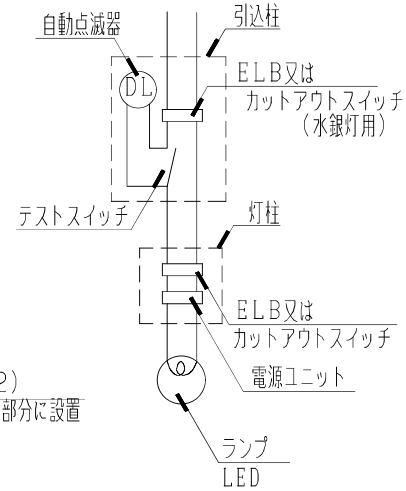 自動点滅器
引込柱
DL
ELB又は
カットアウトスイッチ
(水銀灯用)
テストスイッチ
灯柱
ELB又は
カットアウトスイッチ
電源ユニット
2)
部分に設置
ランプ
LED